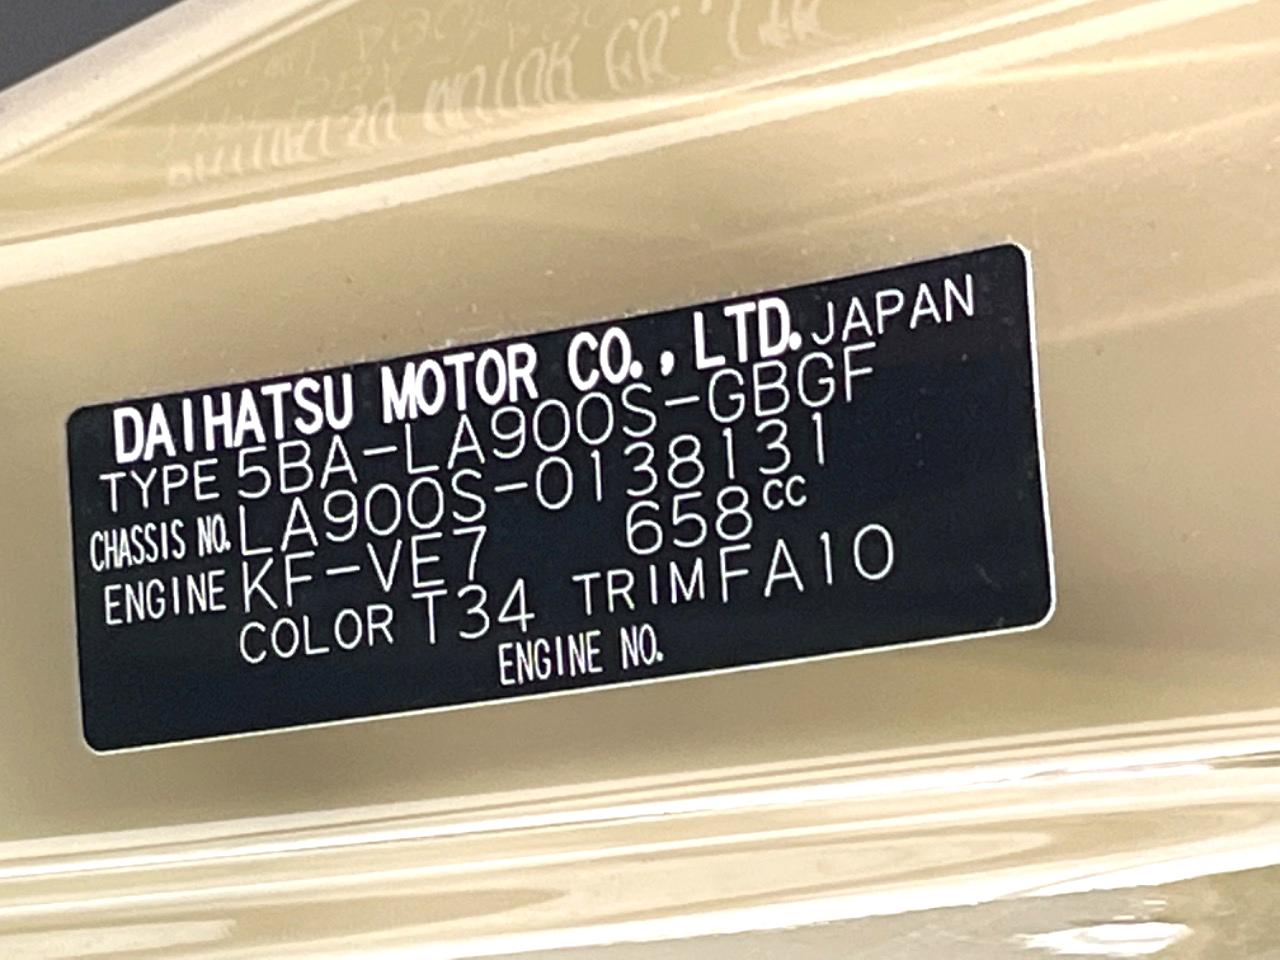 DAIHATSU MOTOR CO., LTD. JAPAN
TYPE 5BA-LA900S-GBGF
CHASSIS NO. LA900S-0138131
ENGINE KF-VE7 658cc
COLOR T34 TRIM FA10
ENGINE NO.